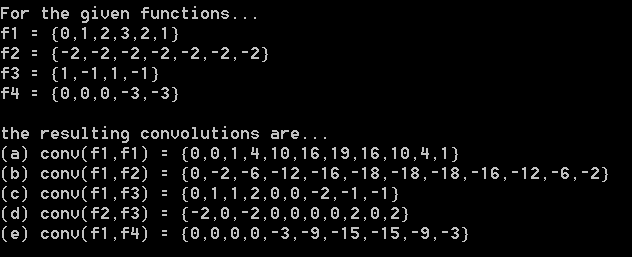 For the given functions...
f1 = {0,1,2,3,2,1}
f2 = {-2,-2,-2,-2,-2,-2,-2}
f3 = {1,-1,1,-1}
f4 = {0,0,0,-3,-3}
the resulting convolutions are...
(a) conv(f1,f1) = {0,0,1,4,10,16,19,16,10,4,1}
(b) conv(f1,f2) = {0,-2,-6,-12,-16,-18,-18,-18,-16,-12,-6,-2}
(c) conv(f1,f3) = {0,1,1,2,0,0,-2,-1,-1}
(d) conv(f2,f3) = {-2,0,-2,0,0,0,0,2,0,2}
(e) conv(f1,f4) = {0,0,0,0,-3,-9,-15,-15,-9,-3}